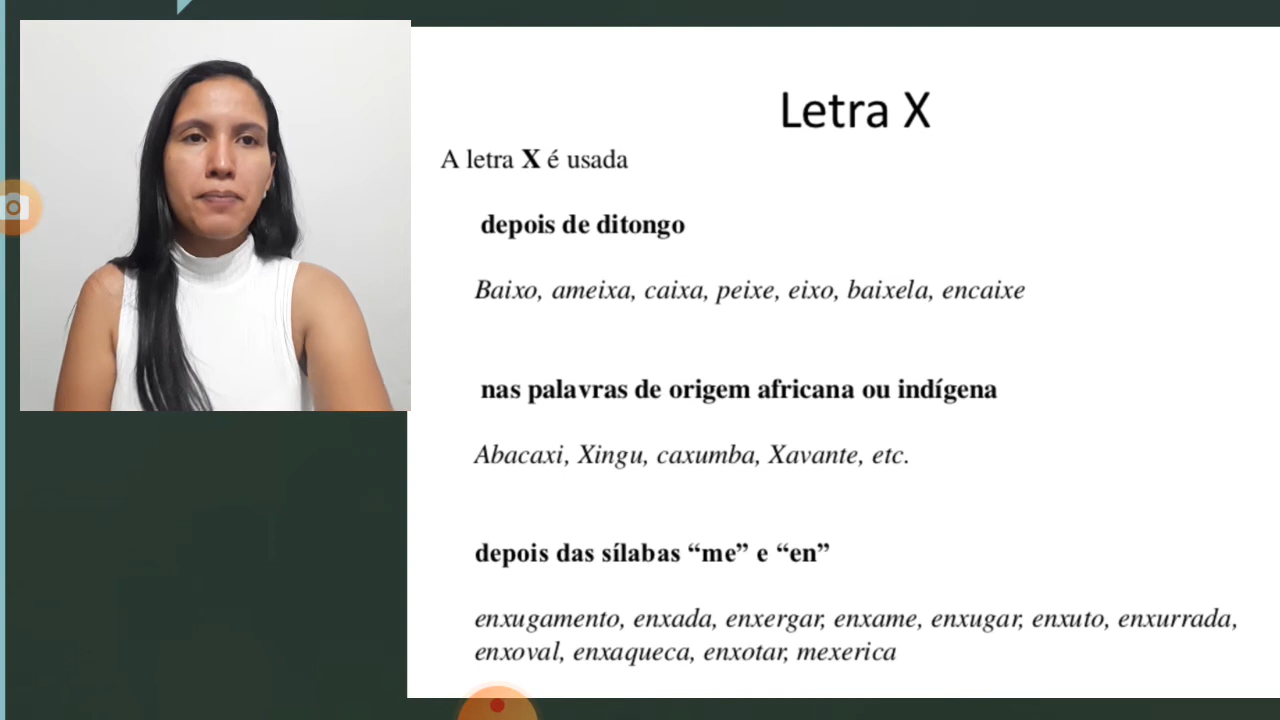 Letra X
A letra X é usada
depois de ditongo
Baixo, ameixa, caixa, peixe, eixo, baixela, encaixe
nas palavras de origem africana ou indígena
Abacaxi, Xingu, caxumba, Xavante, etc.
depois das sílabas “me” e “en”
enxugamento, enxada, enxergar, enxame, enxugar, enxuto, enxurrada,
enxoval, enxaqueca, enxotar, mexerica